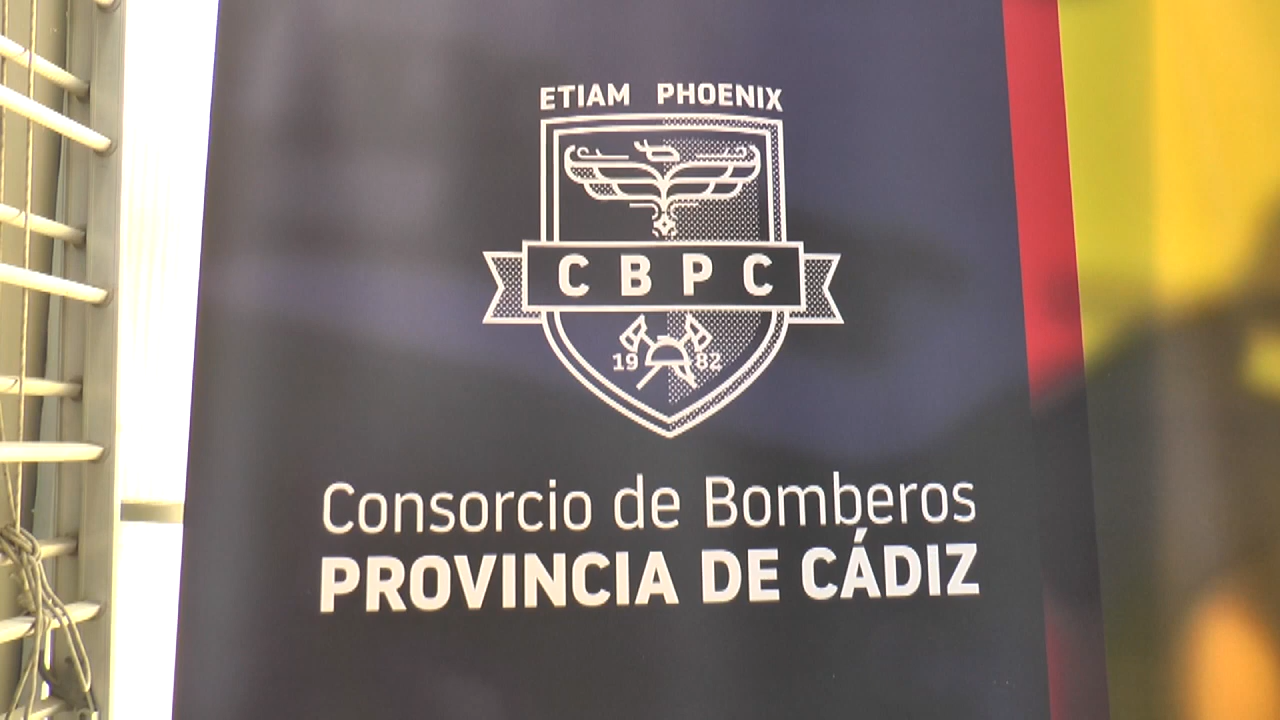 ETIAM PHOENIX
CBPC
19 82
Consorcio de Bomberos
PROVINCIA DE CÁDIZ